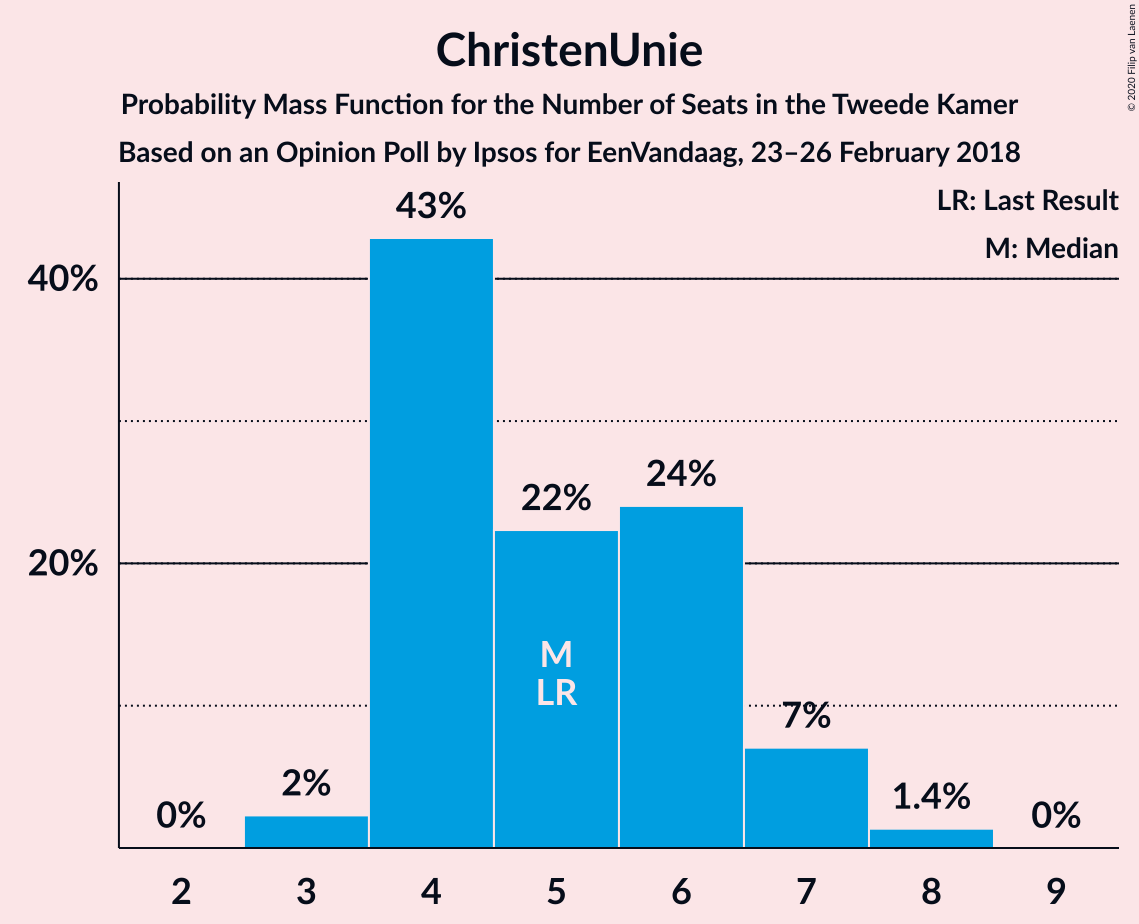 ChristenUnie
Probability Mass Function for the Number of Seats in the Tweede Kamer
Based on an Opinion Poll by Ipsos for EenVandaag, 23–26 February 2018
© 2020 Filip van Laenen
LR: Last Result
M: Median
43%
40%
24%
22%
20%
M
LR
7%
2%
1.4%
0%
0%
2 3 4 5 6 7 8 9